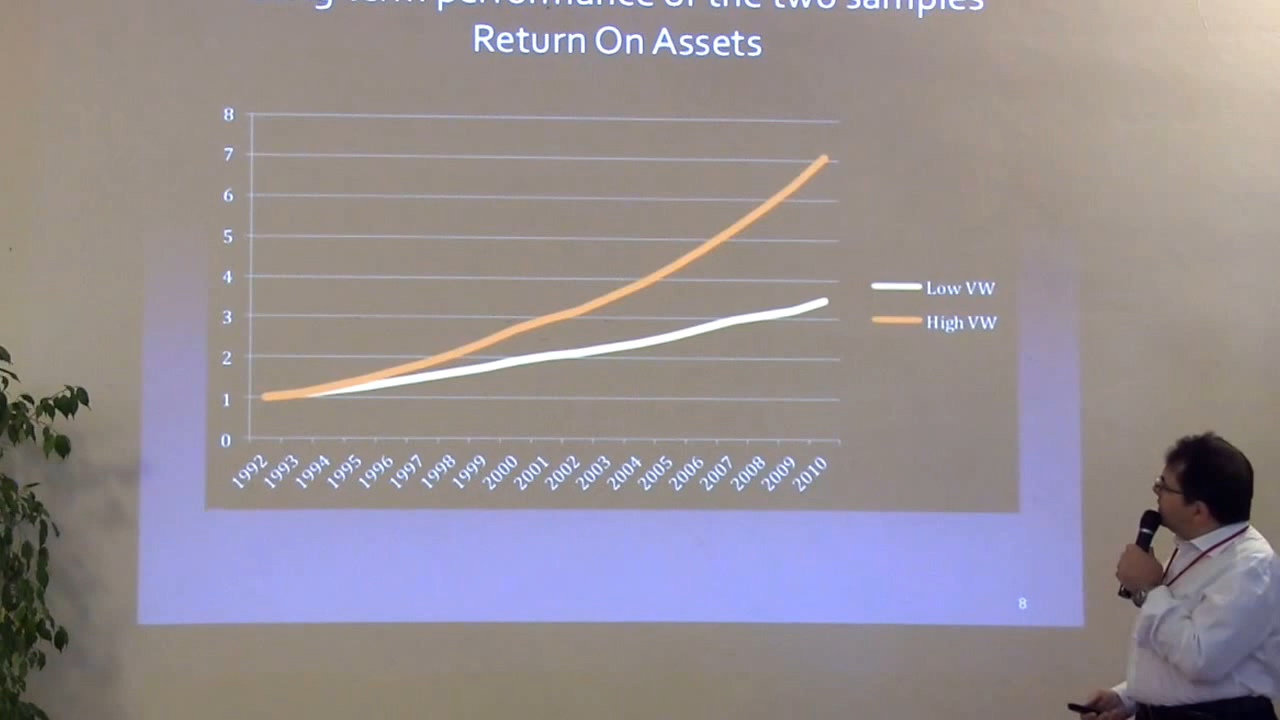 term performance of the two samples
Return On Assets
8
7
6
5
4
3
2
1
0
1992 1993 1994 1995 1996 1997 1998 1999 2000 2001 2002 2003 2004 2005 2006 2007 2008 2009 2010
Low VW
High VW
8